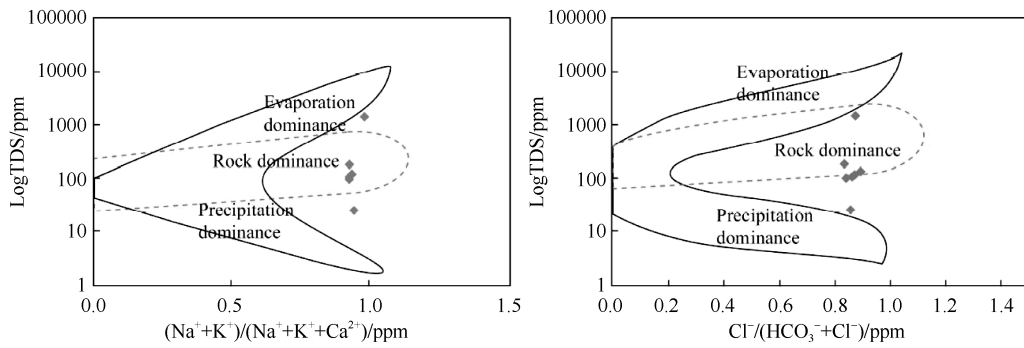 100000
10000
1000
100
10
1
LogTDS/ppm
Evaporation
dominance
Rock dominance
Precipitation
dominance
0.0 0.5 1.0 1.5
(Na⁺+K⁺)/(Na⁺+K⁺+Ca²⁺)/ppm
100000
10000
1000
100
10
1
LogTDS/ppm
Evaporation
dominance
Rock dominance
Precipitation
dominance
0.0 0.2 0.4 0.6 0.8 1.0 1.2 1.4
Cl⁻/(HCO₃⁻+Cl⁻)/ppm